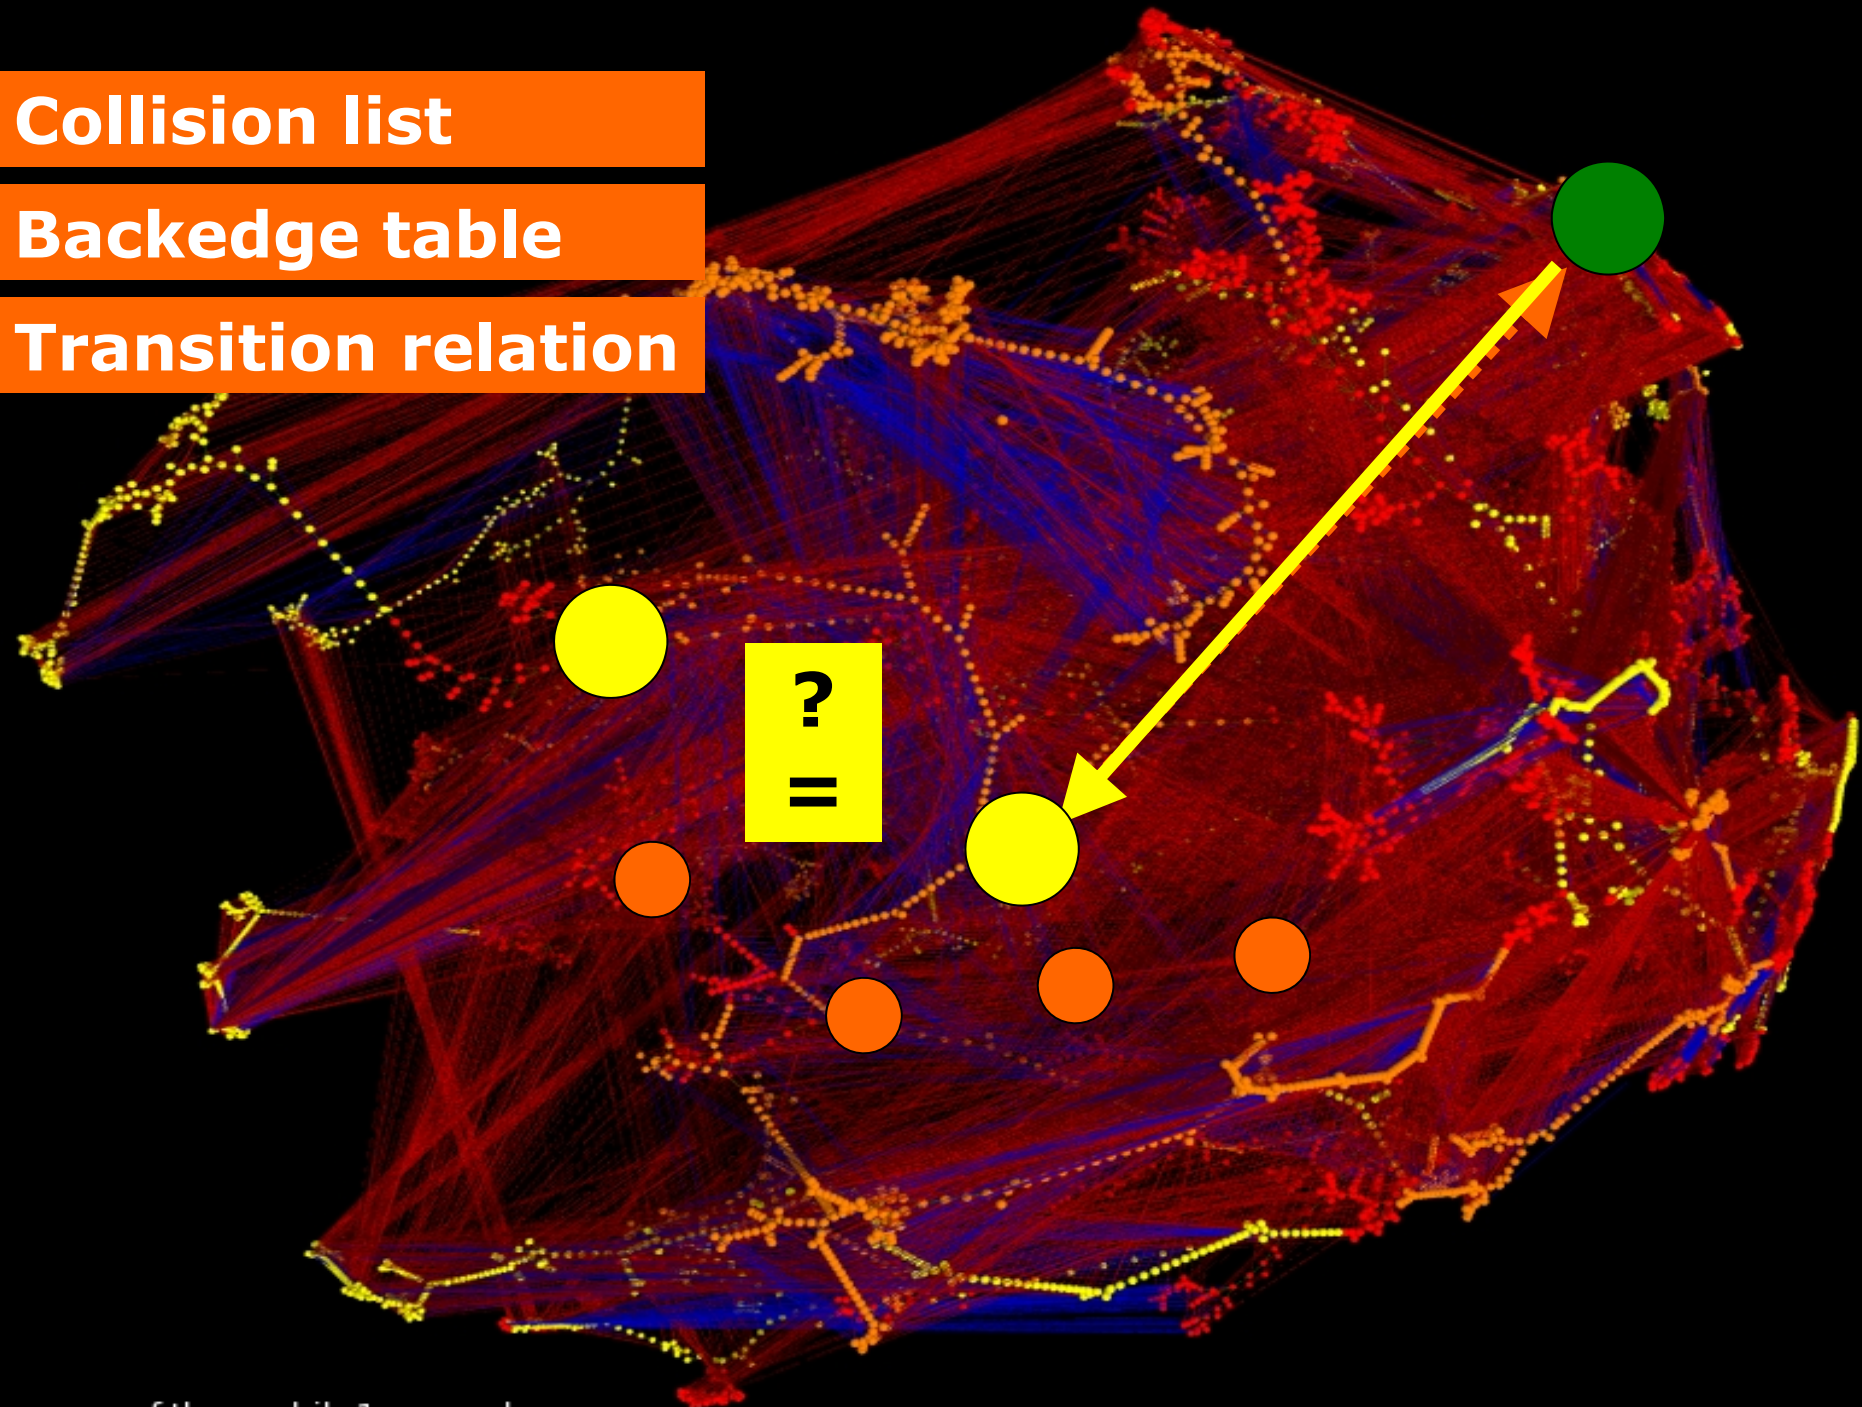 Collision list
Backedge table
Transition relation
?
=